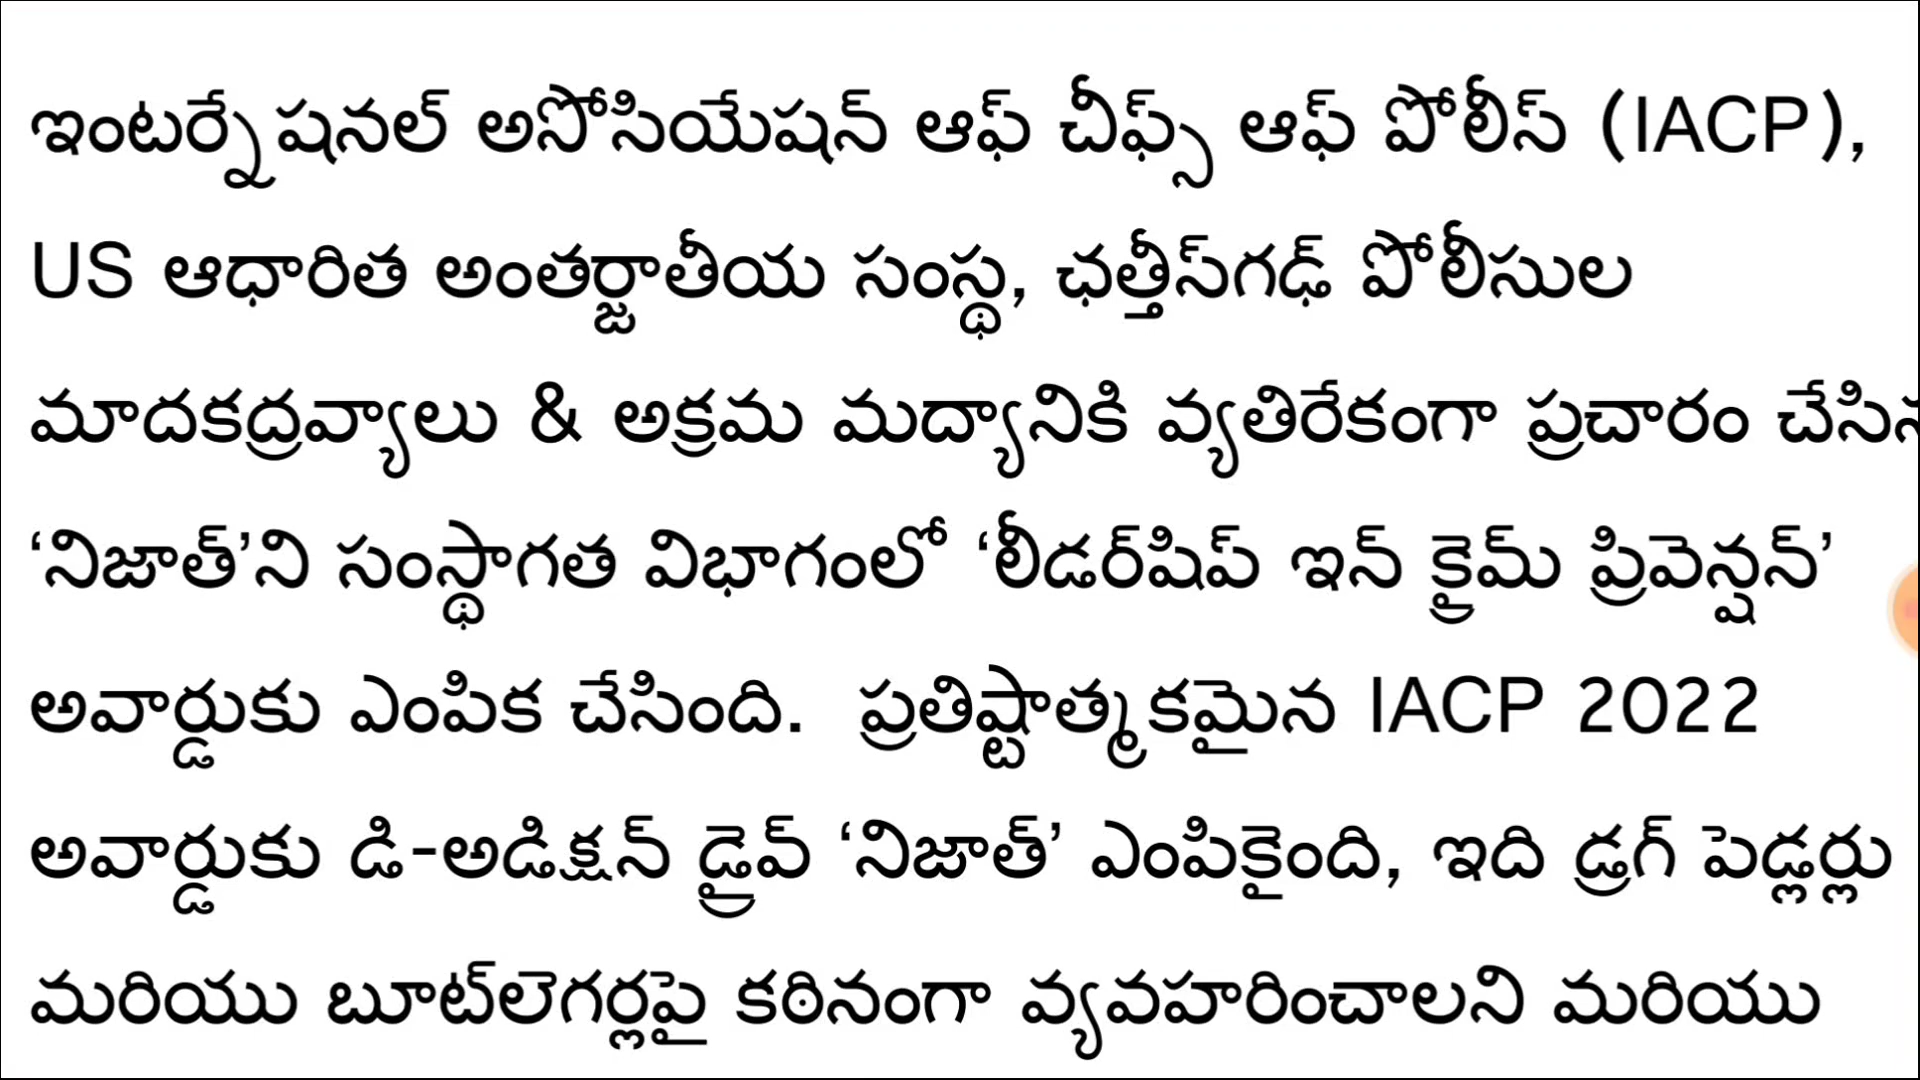 ఇంటర్నేషనల్ అసోసియేషన్ ఆఫ్ చీఫ్స్ ఆఫ్ పోలీస్ (IACP),
US ఆధారిత అంతర్జాతీయ సంస్థ, ఛత్తీస్‌గఢ్ పోలీసుల
మాదకద్రవ్యాలు & అక్రమ మద్యానికి వ్యతిరేకంగా ప్రచారం చేసిన
‘నిజాత్’ని సంస్థాగత విభాగంలో ‘లీడర్‌షిప్ ఇన్ క్రైమ్ ప్రివెన్షన్’
అవార్డుకు ఎంపిక చేసింది. ప్రతిష్టాత్మకమైన IACP 2022
అవార్డుకు డి-అడిక్షన్ డ్రైవ్ ‘నిజాత్’ ఎంపికైంది, ఇది డ్రగ్ పెడ్లర్లు
మరియు బూట్‌లెగర్లపై కఠినంగా వ్యవహరించాలని మరియు